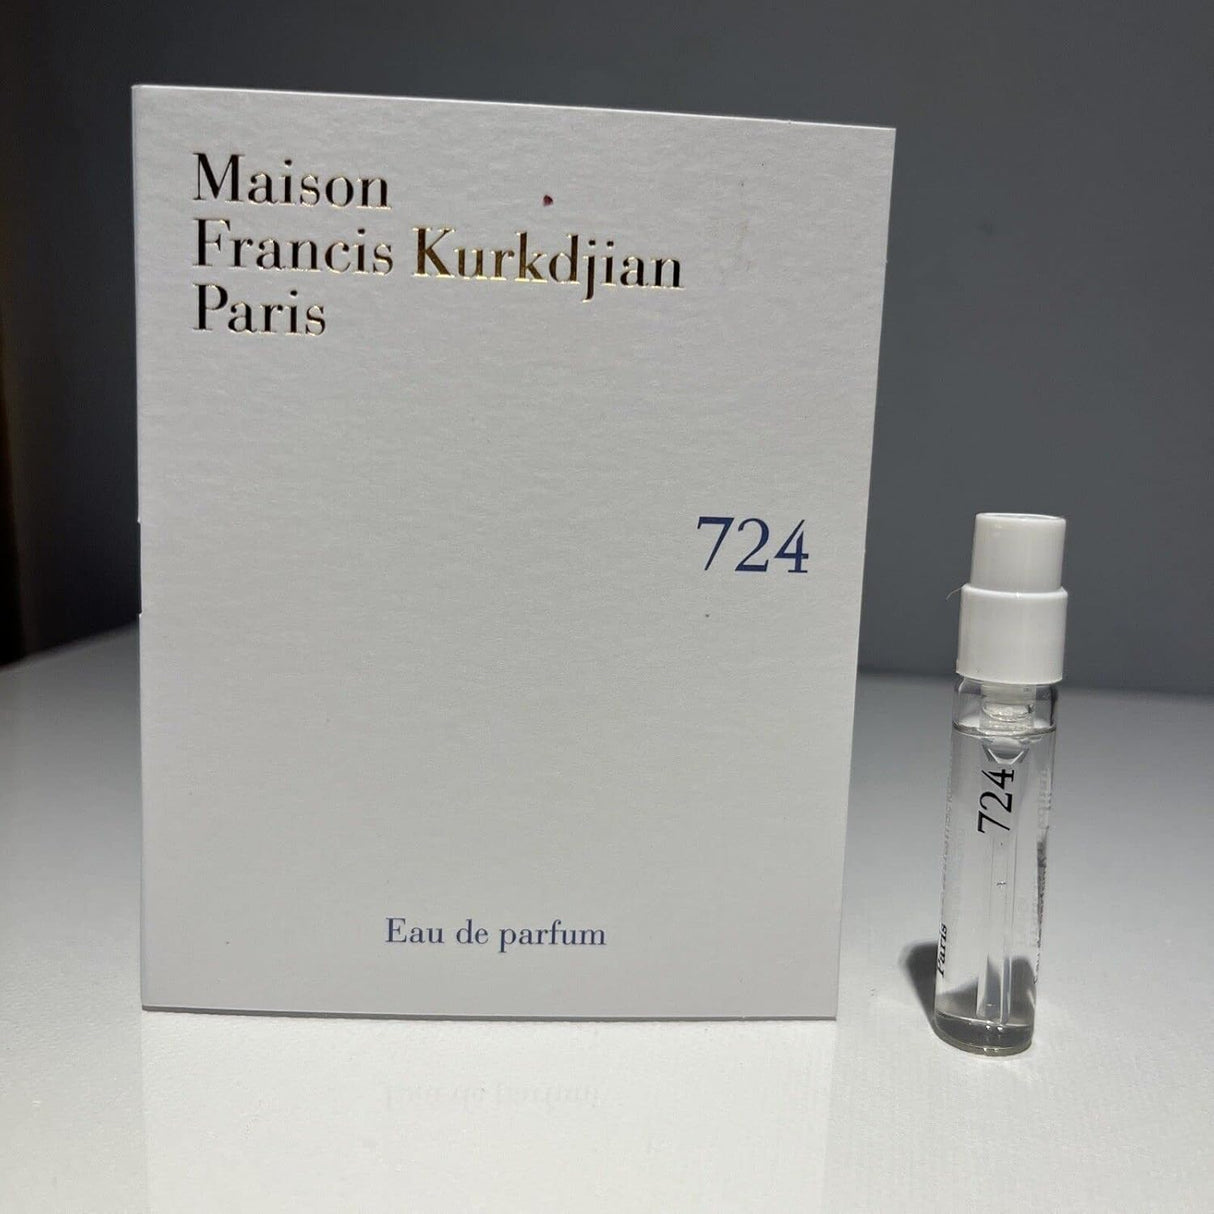 Maison
Francis Kurkdjian
Paris
724
Eau de parfum
724
Paris